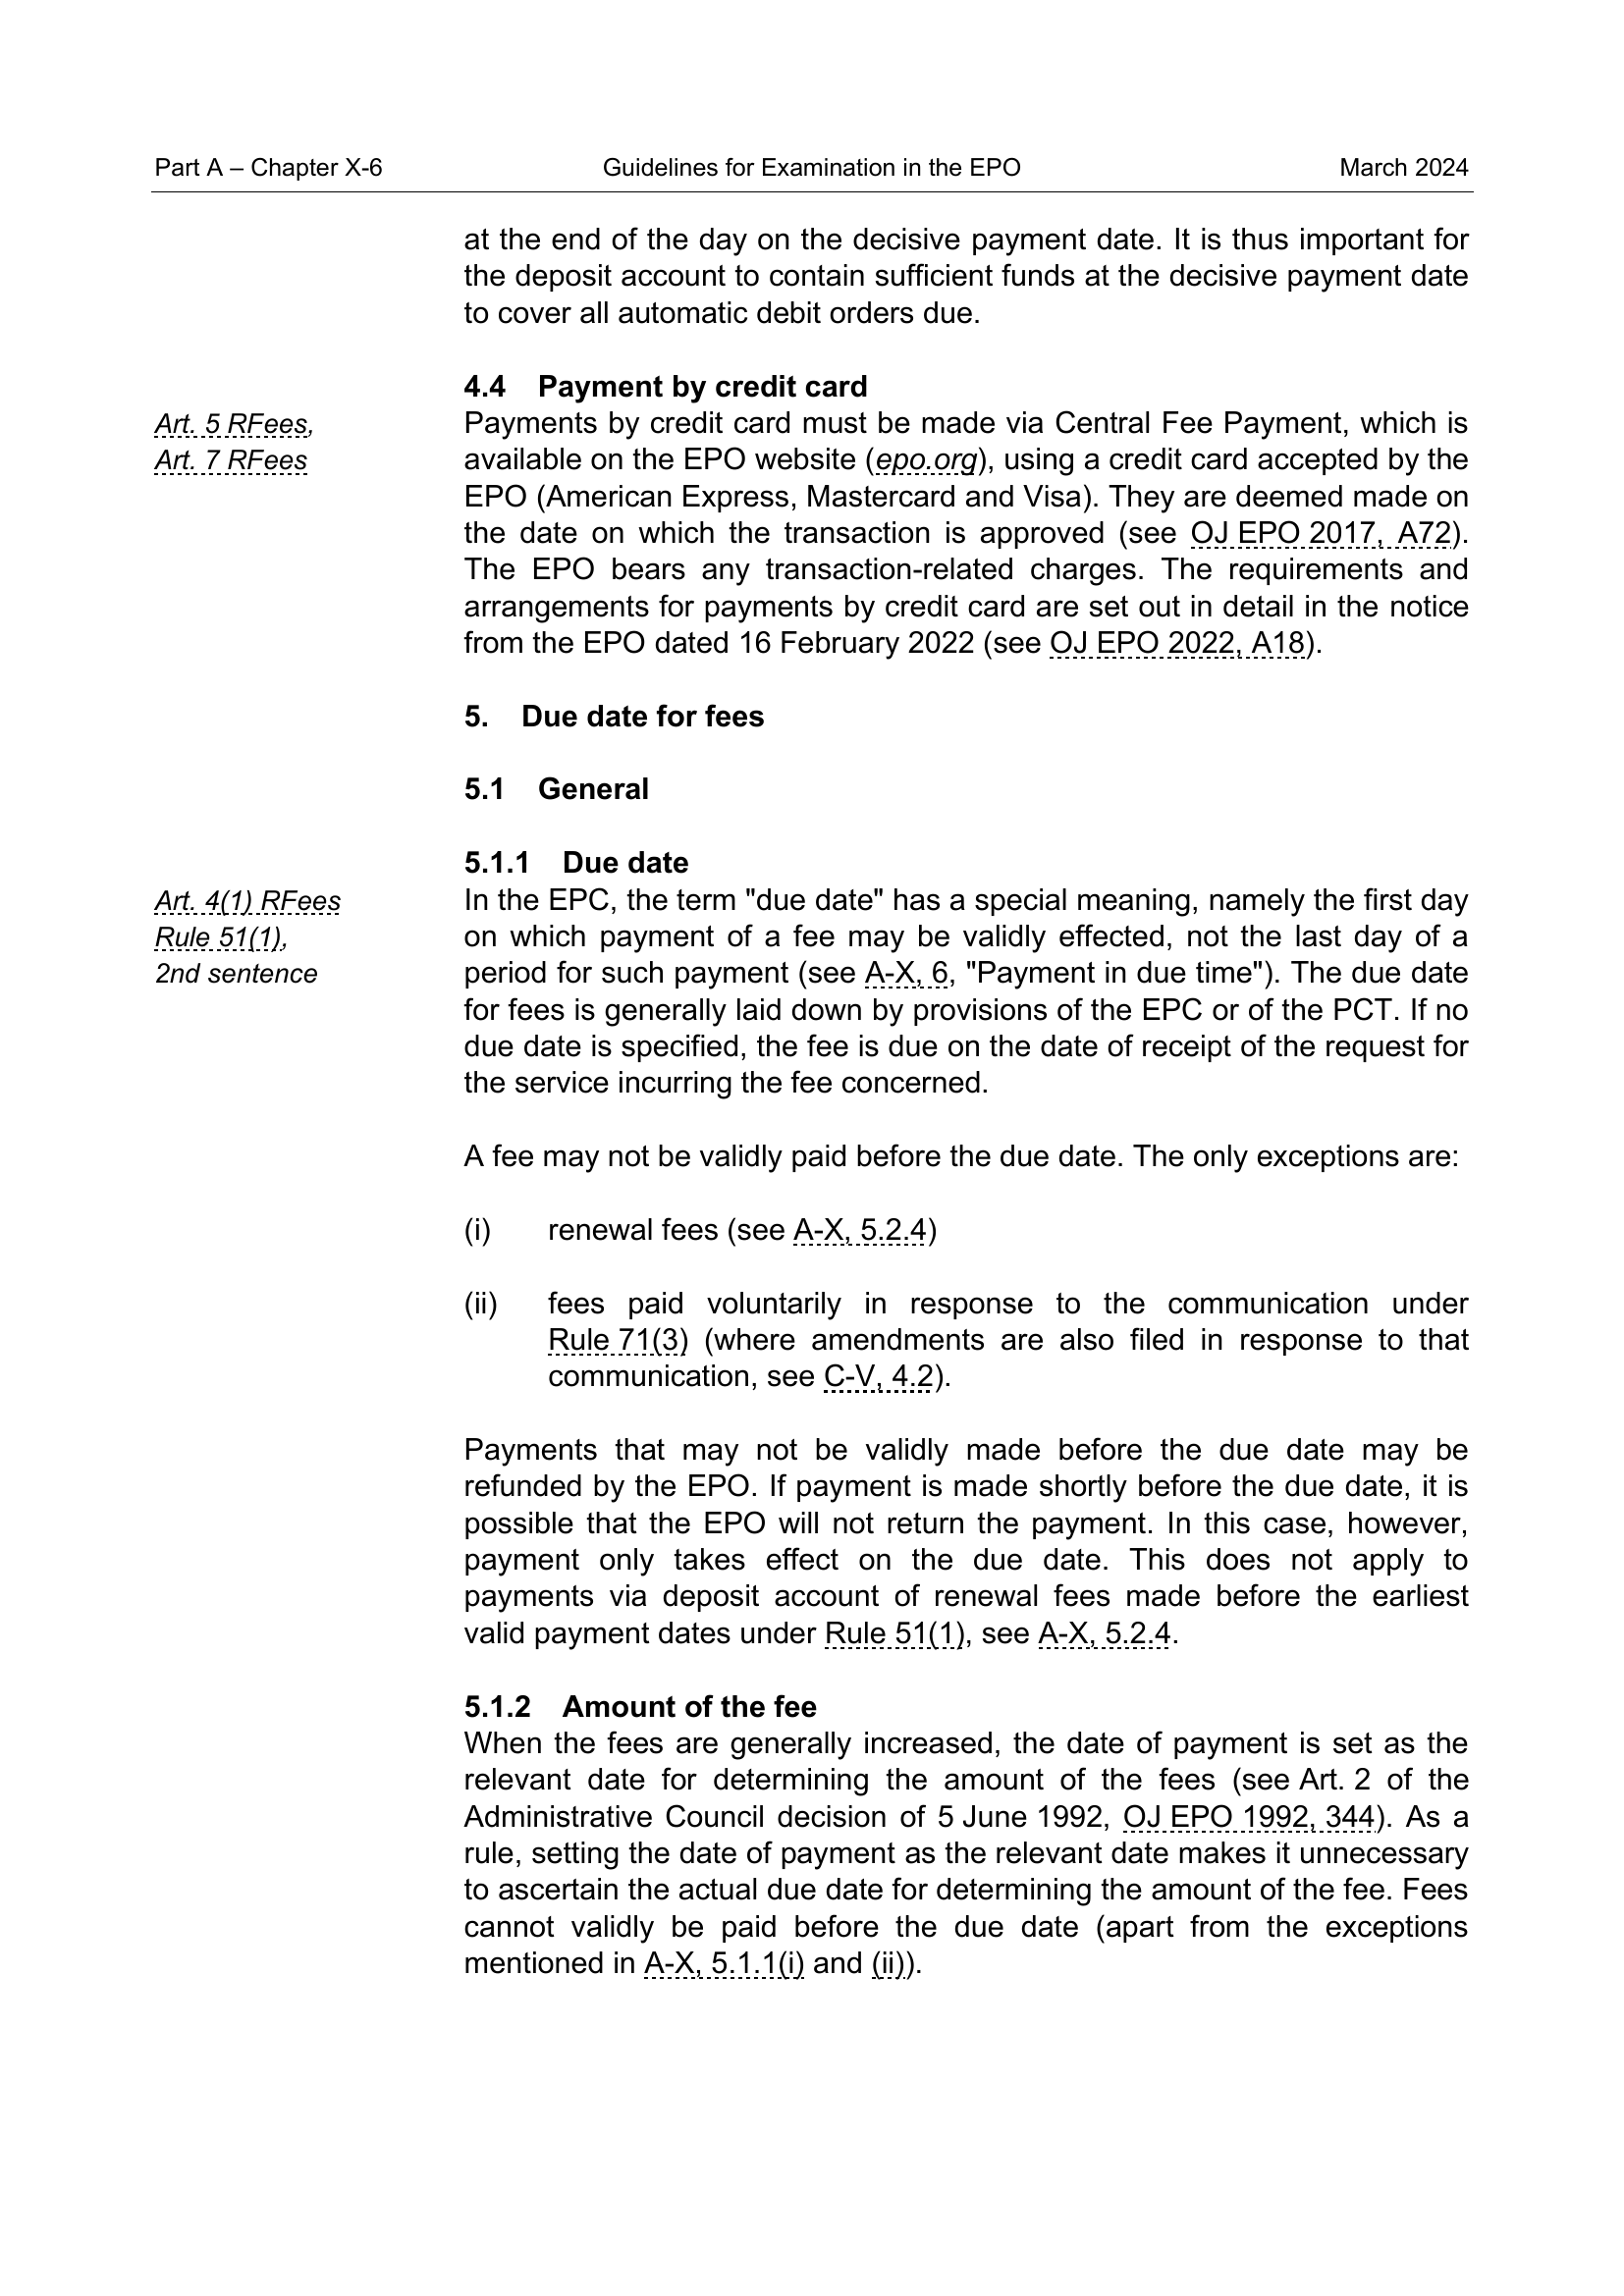 Part A – Chapter X-6 Guidelines for Examination in the EPO March 2024
at the end of the day on the decisive payment date. It is thus important for
the deposit account to contain sufficient funds at the decisive payment date
to cover all automatic debit orders due.
4.4 Payment by credit card
Art. 5 RFees,
Art. 7 RFees
Payments by credit card must be made via Central Fee Payment, which is
available on the EPO website (epo.org), using a credit card accepted by the
EPO (American Express, Mastercard and Visa). They are deemed made on
the date on which the transaction is approved (see OJ EPO 2017, A72).
The EPO bears any transaction-related charges. The requirements and
arrangements for payments by credit card are set out in detail in the notice
from the EPO dated 16 February 2022 (see OJ EPO 2022, A18).
5. Due date for fees
5.1 General
5.1.1 Due date
Art. 4(1) RFees
Rule 51(1),
2nd sentence
In the EPC, the term "due date" has a special meaning, namely the first day
on which payment of a fee may be validly effected, not the last day of a
period for such payment (see A-X, 6, "Payment in due time"). The due date
for fees is generally laid down by provisions of the EPC or of the PCT. If no
due date is specified, the fee is due on the date of receipt of the request for
the service incurring the fee concerned.
A fee may not be validly paid before the due date. The only exceptions are:
(i) renewal fees (see A-X, 5.2.4)
(ii) fees paid voluntarily in response to the communication under
Rule 71(3) (where amendments are also filed in response to that
communication, see C-V, 4.2).
Payments that may not be validly made before the due date may be
refunded by the EPO. If payment is made shortly before the due date, it is
possible that the EPO will not return the payment. In this case, however,
payment only takes effect on the due date. This does not apply to
payments via deposit account of renewal fees made before the earliest
valid payment dates under Rule 51(1), see A-X, 5.2.4.
5.1.2 Amount of the fee
When the fees are generally increased, the date of payment is set as the
relevant date for determining the amount of the fees (see Art. 2 of the
Administrative Council decision of 5 June 1992, OJ EPO 1992, 344). As a
rule, setting the date of payment as the relevant date makes it unnecessary
to ascertain the actual due date for determining the amount of the fee. Fees
cannot validly be paid before the due date (apart from the exceptions
mentioned in A-X, 5.1.1(i) and (ii)).